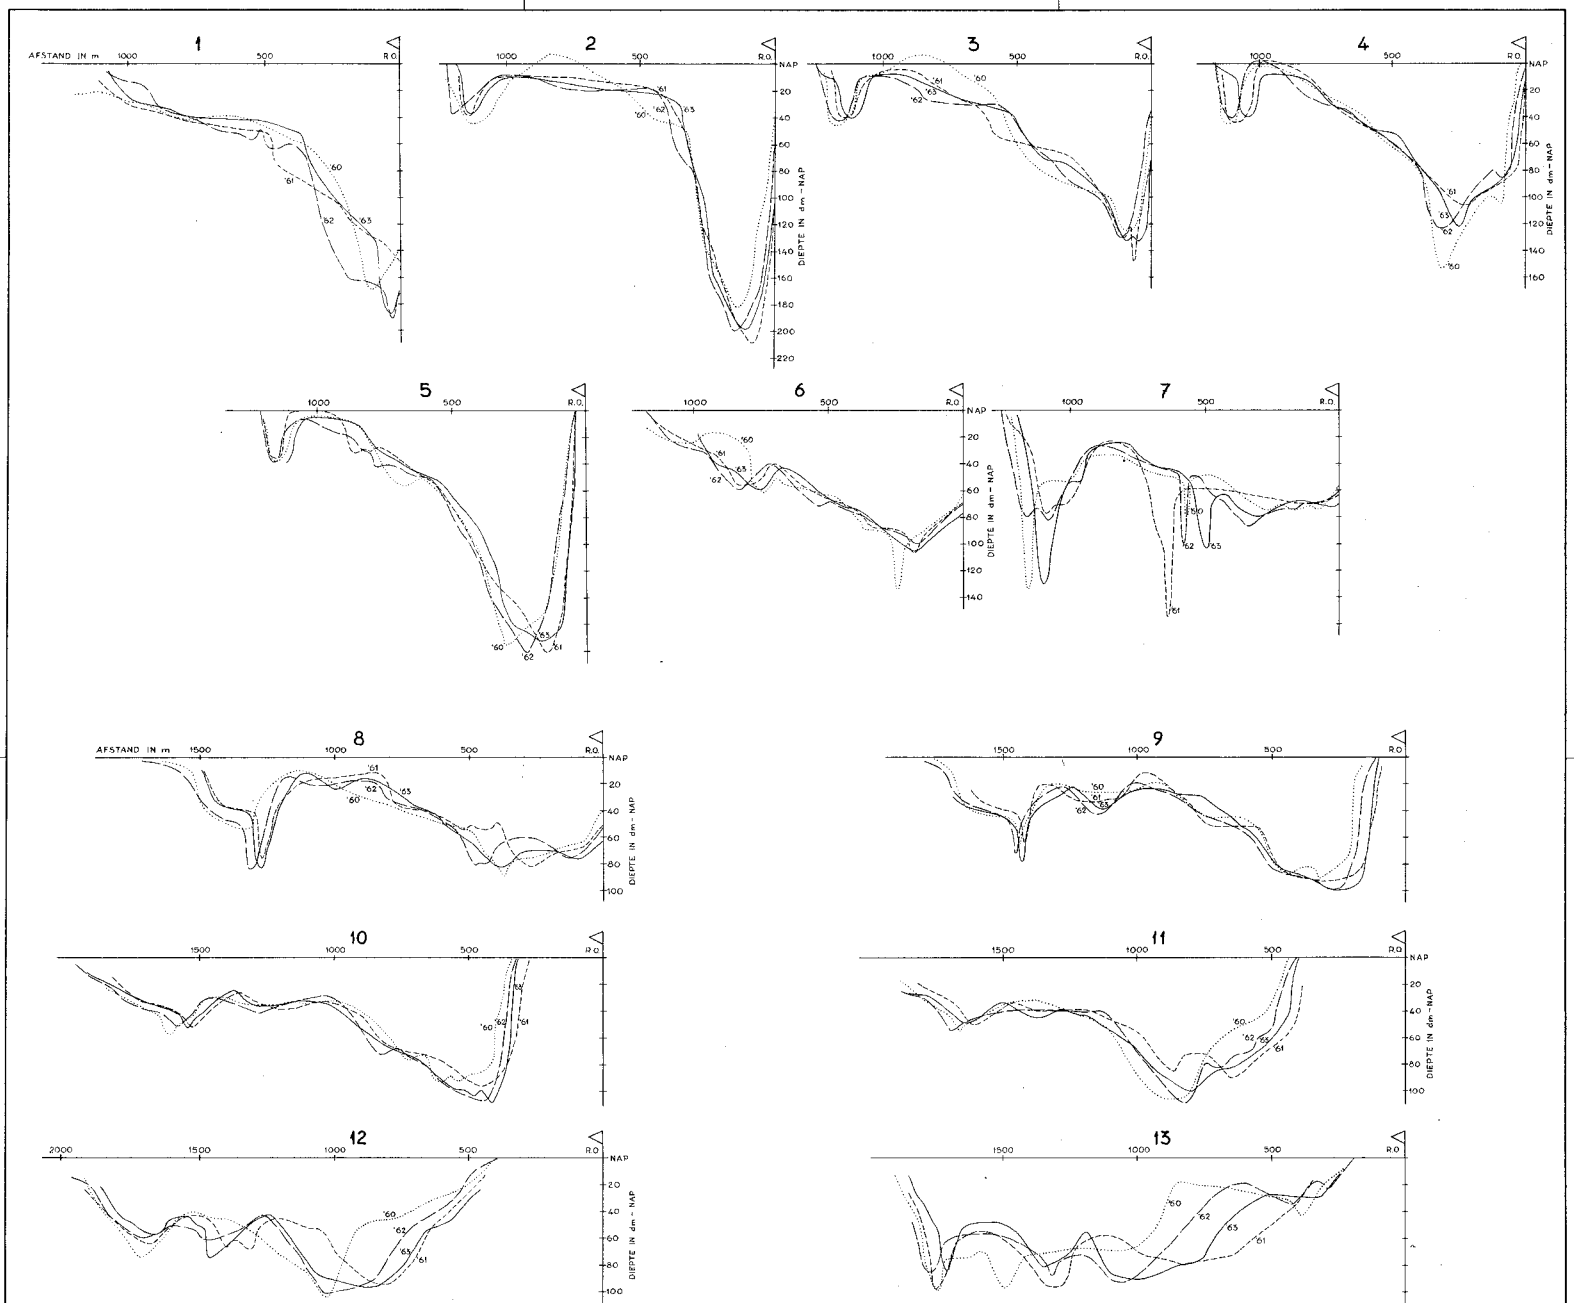 1 2 3 4
AFSTAND IN m 1000 500 R.O. 1000 500 R.O. NAP 1000 500 R.O. 1000 500 R.O. NAP
20 40 60 80 100 120 140 160 180 200 220
DIEPTE IN dm-NAP
'60 '61 '62 '63
'61 '62 '60 '63
'60 '61 '63 '62
20 40 60 80 100 120 140 160
DIEPTE IN dm-NAP
'61 '63 '62 '60
5 6 7
1000 500 R.O. 1000 500 R.O. NAP 1000 500 R.O.
'60 '62 '63 '61
20 40 60 80 100 120 140
DIEPTE IN dm-NAP
'60 '61 '63 '62
'60 '62 '63 '61
8 9
AFSTAND IN m 1500 1000 500 R.O. NAP 1500 1000 500 R.O.
20 40 60 80 100
DIEPTE IN dm-NAP
'61 '62 '63 '60
'60 '61 '62 '63
10 11
1500 1000 500 R.O. 1500 1000 500 R.O. NAP
'63 '60 '62 '61
20 40 60 80 100
DIEPTE IN dm-NAP
'60 '62 '63 '61
12 13
2000 1500 1000 500 R.O. NAP 1500 1000 500 R.O.
20 40 60 80 100
DIEPTE IN dm-NAP
'60 '62 '63 '61
'60 '62 '63 '61